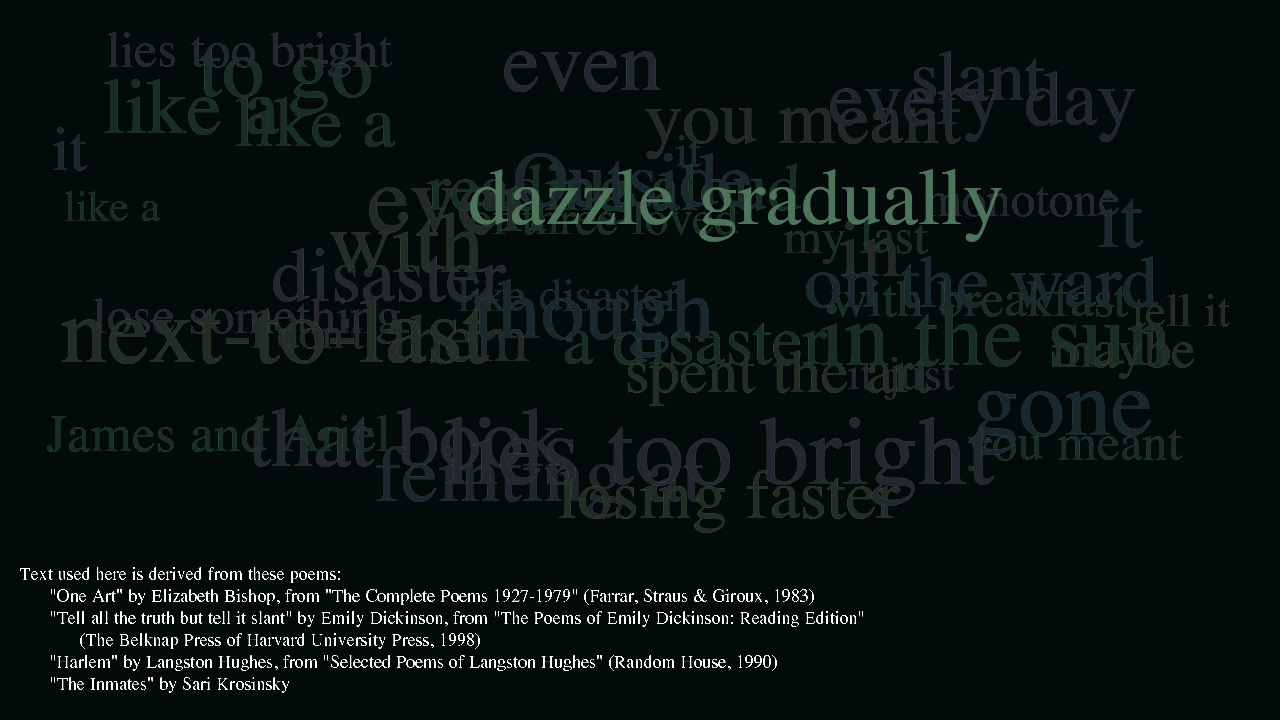 lies too bright
to go
even
slant
like a
like a
you meant
every day
it
it
Outside
dazzle gradually
like a
monotone
it
with
my last
in
disaster
like disaster
though
on the ward
with breakfast
lose something
tell it
next-to-last
a disaster
in the sun
maybe
spent the art
it just
James and Ariel
that book
lies too bright
gone
you meant
losing faster
Text used here is derived from these poems:
"One Art" by Elizabeth Bishop, from "The Complete Poems 1927-1979" (Farrar, Straus & Giroux, 1983)
"Tell all the truth but tell it slant" by Emily Dickinson, from "The Poems of Emily Dickinson: Reading Edition"
(The Belknap Press of Harvard University Press, 1998)
"Harlem" by Langston Hughes, from "Selected Poems of Langston Hughes" (Random House, 1990)
"The Inmates" by Sari Krosinsky